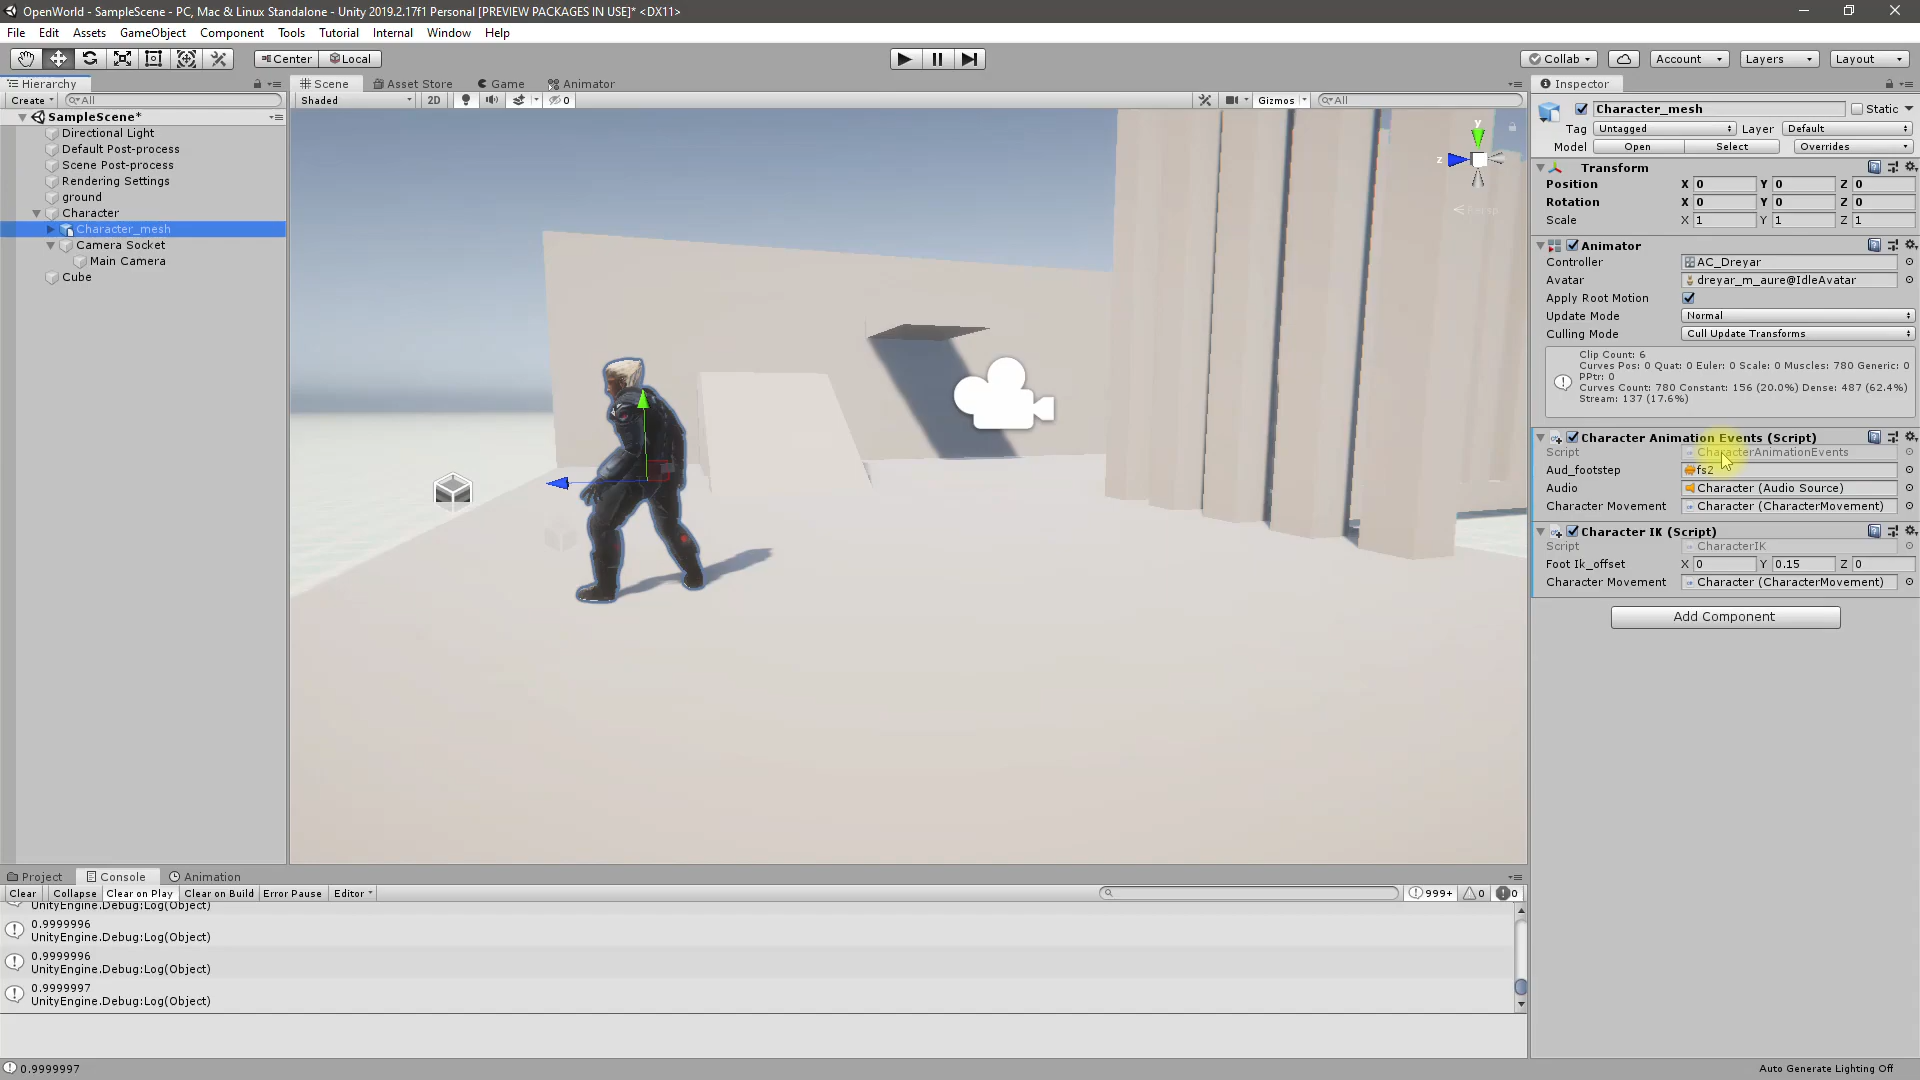 OpenWorld - SampleScene - PC, Mac & Linux Standalone - Unity 2019.2.17f1 Personal [PREVIEW PACKAGES IN USE]* <DX11>
File Edit Assets GameObject Component Tools Tutorial Internal Window Help
Center Local Collab Account Layers Layout
Hierarchy
Create All
SampleScene*
Directional Light
Default Post-process
Scene Post-process
Rendering Settings
ground
Character
Character_mesh
Camera Socket
Main Camera
Cube
Scene Asset Store Game Animator
Shaded 2D 0 Gizmos All
y
z
Persp
Inspector
Character_mesh Static
Tag Untagged Layer Default
Model Open Select Overrides
Transform
Position X 0 Y 0 Z 0
Rotation X 0 Y 0 Z 0
Scale X 1 Y 1 Z 1
Animator
Controller AC_Dreyar
Avatar dreyar_m_aure@IdleAvatar
Apply Root Motion
Update Mode Normal
Culling Mode Cull Update Transforms
Clip Count: 6
Curves Pos: 0 Quat: 0 Euler: 0 Scale: 0 Muscles: 780 Generic: 0
PPtr: 0
Curves Count: 780 Constant: 156 (20.0%) Dense: 487 (62.4%)
Stream: 137 (17.6%)
Character Animation Events (Script)
Script CharacterAnimationEvents
Aud_footstep fs2
Audio Character (Audio Source)
Character Movement Character (CharacterMovement)
Character IK (Script)
Script CharacterIK
Foot Ik_offset X 0 Y 0.15 Z 0
Character Movement Character (CharacterMovement)
Add Component
Project Console Animation
Clear Collapse Clear on Play Clear on Build Error Pause Editor 999+ 0 0
UnityEngine.Debug:Log(Object)
0.9999996
UnityEngine.Debug:Log(Object)
0.9999996
UnityEngine.Debug:Log(Object)
0.9999997
UnityEngine.Debug:Log(Object)
0.9999997
Auto Generate Lighting Off